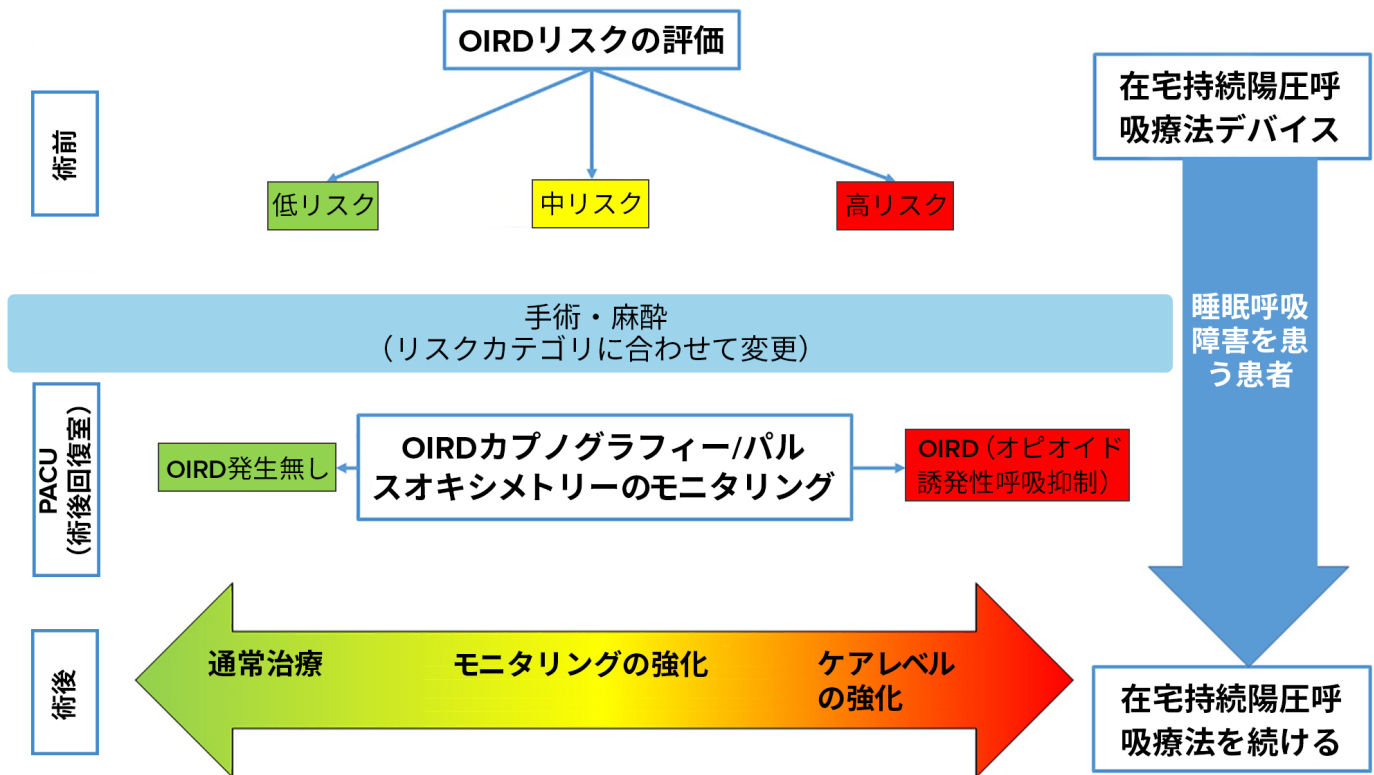 OIRDリスクの評価
在宅持続陽圧呼
吸療法デバイス
術前
低リスク
中リスク
高リスク
手術・麻酔
（リスクカテゴリに合わせて変更）
睡眠呼吸
障害を患
う患者
PACU
（術後回復室）
OIRD発生無し
OIRDカプノグラフィー/パル
スオキシメトリーのモニタリング
OIRD（オピオイド
誘発性呼吸抑制）
術後
通常治療
モニタリングの強化
ケアレベル
の強化
在宅持続陽圧呼
吸療法を続ける